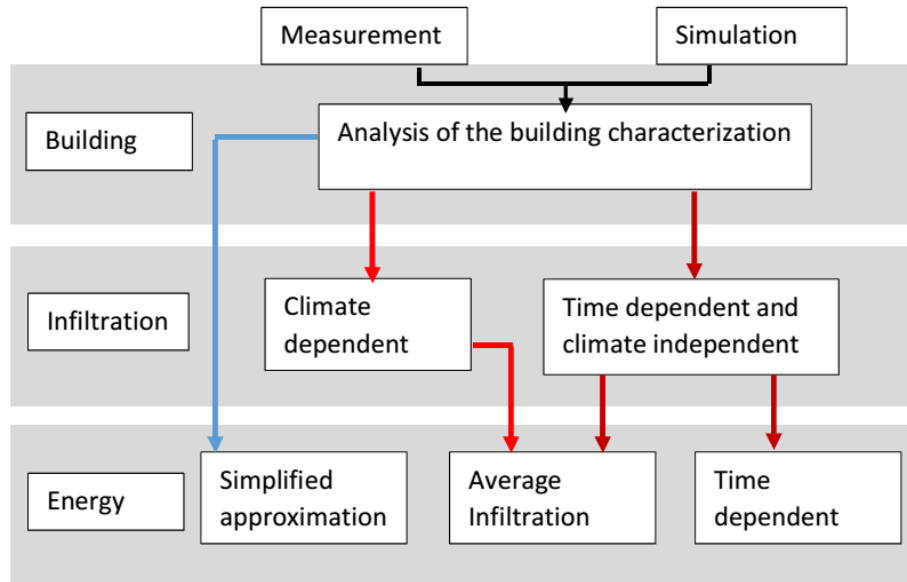 Measurement
Simulation
Building
Analysis of the building characterization
Infiltration
Climate
dependent
Time dependent and
climate independent
Energy
Simplified
approximation
Average
Infiltration
Time
dependent